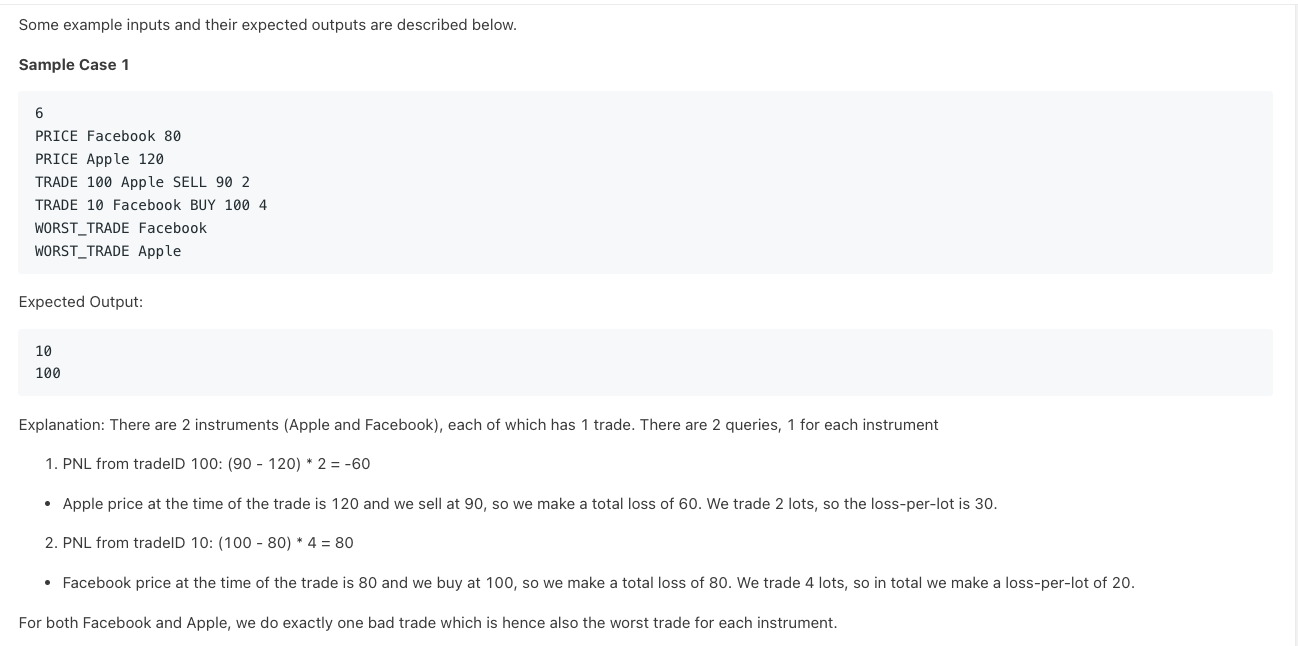 Some example inputs and their expected outputs are described below.
Sample Case 1
6
PRICE Facebook 80
PRICE Apple 120
TRADE 100 Apple SELL 90 2
TRADE 10 Facebook BUY 100 4
WORST_TRADE Facebook
WORST_TRADE Apple
Expected Output:
10
100
Explanation: There are 2 instruments (Apple and Facebook), each of which has 1 trade. There are 2 queries, 1 for each instrument
1. PNL from tradeID 100: (90 - 120) * 2 = -60
• Apple price at the time of the trade is 120 and we sell at 90, so we make a total loss of 60. We trade 2 lots, so the loss-per-lot is 30.
2. PNL from tradeID 10: (100 - 80) * 4 = 80
• Facebook price at the time of the trade is 80 and we buy at 100, so we make a total loss of 80. We trade 4 lots, so in total we make a loss-per-lot of 20.
For both Facebook and Apple, we do exactly one bad trade which is hence also the worst trade for each instrument.